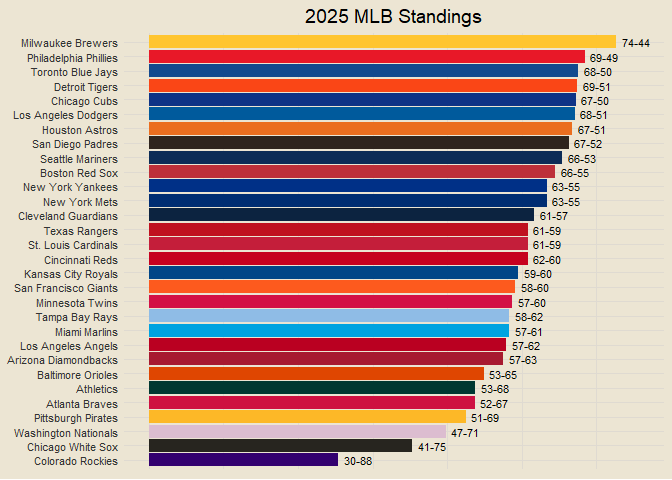 2025 MLB Standings
Milwaukee Brewers 74-44
Philadelphia Phillies 69-49
Toronto Blue Jays 68-50
Detroit Tigers 69-51
Chicago Cubs 67-50
Los Angeles Dodgers 68-51
Houston Astros 67-51
San Diego Padres 67-52
Seattle Mariners 66-53
Boston Red Sox 66-55
New York Yankees 63-55
New York Mets 63-55
Cleveland Guardians 61-57
Texas Rangers 61-59
St. Louis Cardinals 61-59
Cincinnati Reds 62-60
Kansas City Royals 59-60
San Francisco Giants 58-60
Minnesota Twins 57-60
Tampa Bay Rays 58-62
Miami Marlins 57-61
Los Angeles Angels 57-62
Arizona Diamondbacks 57-63
Baltimore Orioles 53-65
Athletics 53-68
Atlanta Braves 52-67
Pittsburgh Pirates 51-69
Washington Nationals 47-71
Chicago White Sox 41-75
Colorado Rockies 30-88